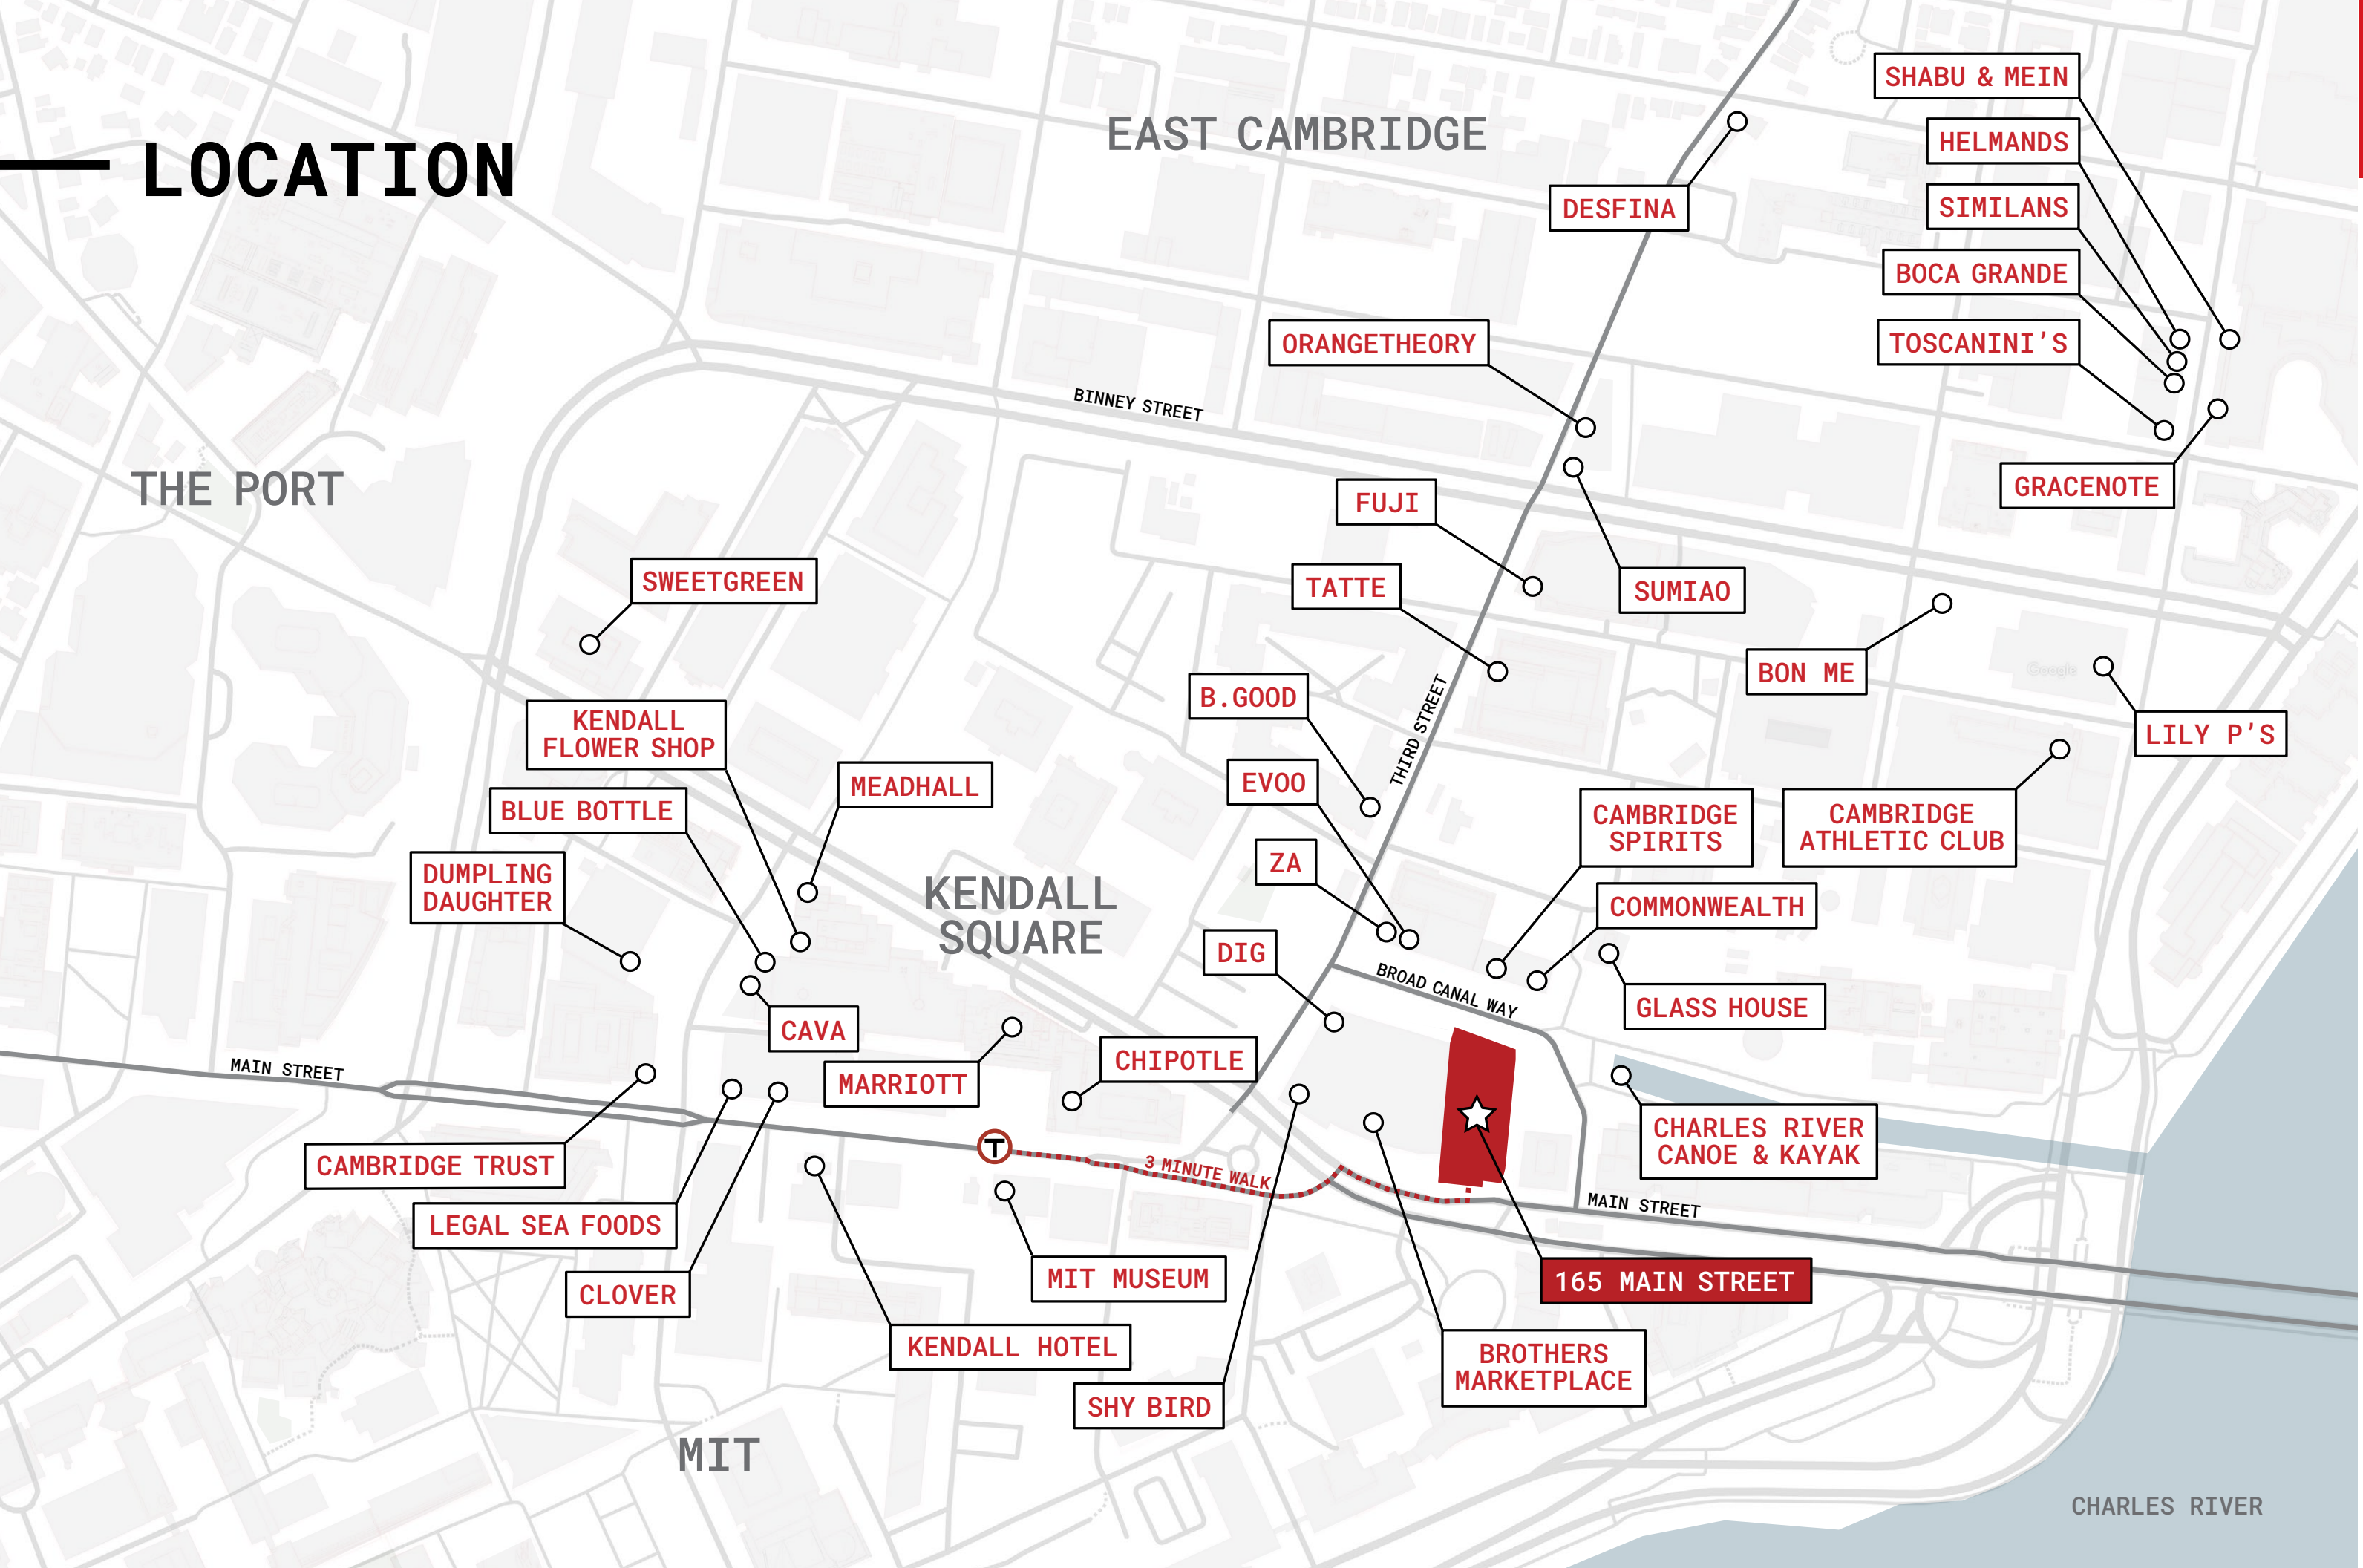 LOCATION
EAST CAMBRIDGE
SHABU & MEIN
HELMANDS
DESFINA
SIMILANS
BOCA GRANDE
ORANGETHEORY
TOSCANINI’S
BINNEY STREET
THE PORT
GRACENOTE
FUJI
SWEETGREEN
TATTE
SUMIAO
BON ME
Google
B.GOOD
THIRD STREET
LILY P’S
KENDALL
FLOWER SHOP
MEADHALL
EVOO
BLUE BOTTLE
CAMBRIDGE
SPIRITS
CAMBRIDGE
ATHLETIC CLUB
ZA
DUMPLING
DAUGHTER
KENDALL
SQUARE
COMMONWEALTH
DIG
BROAD CANAL WAY
GLASS HOUSE
CAVA
CHIPOTLE
MAIN STREET
MARRIOTT
CHARLES RIVER
CANOE & KAYAK
T
CAMBRIDGE TRUST
3 MINUTE WALK
MAIN STREET
LEGAL SEA FOODS
MIT MUSEUM
165 MAIN STREET
CLOVER
KENDALL HOTEL
BROTHERS
MARKETPLACE
SHY BIRD
MIT
CHARLES RIVER